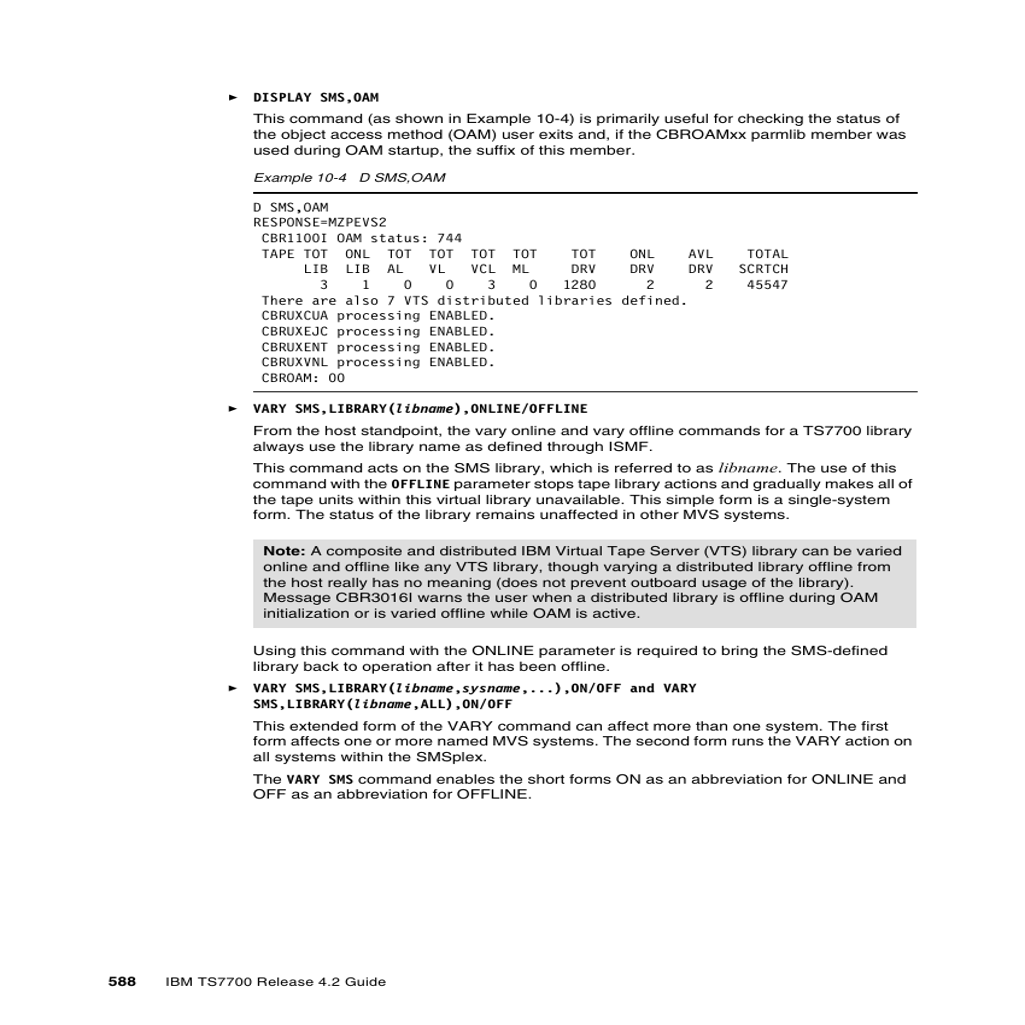 ► DISPLAY SMS,OAM
This command (as shown in Example 10-4) is primarily useful for checking the status of
the object access method (OAM) user exits and, if the CBROAMxx parmlib member was
used during OAM startup, the suffix of this member.
Example 10-4 D SMS,OAM
D SMS,OAM
RESPONSE=MZPEVS2
CBR1100I OAM status: 744
TAPE TOT ONL TOT TOT TOT TOT TOT ONL AVL TOTAL
LIB LIB AL VL VCL ML DRV DRV DRV SCRTCH
3 1 0 0 3 0 1280 2 2 45547
There are also 7 VTS distributed libraries defined.
CBRUXCUA processing ENABLED.
CBRUXEJC processing ENABLED.
CBRUXENT processing ENABLED.
CBRUXVNL processing ENABLED.
CBROAM: 00
► VARY SMS,LIBRARY(libname),ONLINE/OFFLINE
From the host standpoint, the vary online and vary offline commands for a TS7700 library
always use the library name as defined through ISMF.
This command acts on the SMS library, which is referred to as libname. The use of this
command with the OFFLINE parameter stops tape library actions and gradually makes all of
the tape units within this virtual library unavailable. This simple form is a single-system
form. The status of the library remains unaffected in other MVS systems.
Note: A composite and distributed IBM Virtual Tape Server (VTS) library can be varied
online and offline like any VTS library, though varying a distributed library offline from
the host really has no meaning (does not prevent outboard usage of the library).
Message CBR3016I warns the user when a distributed library is offline during OAM
initialization or is varied offline while OAM is active.
Using this command with the ONLINE parameter is required to bring the SMS-defined
library back to operation after it has been offline.
► VARY SMS,LIBRARY(libname,sysname,...),ON/OFF and VARY
SMS,LIBRARY(libname,ALL),ON/OFF
This extended form of the VARY command can affect more than one system. The first
form affects one or more named MVS systems. The second form runs the VARY action on
all systems within the SMSplex.
The VARY SMS command enables the short forms ON as an abbreviation for ONLINE and
OFF as an abbreviation for OFFLINE.
588 IBM TS7700 Release 4.2 Guide